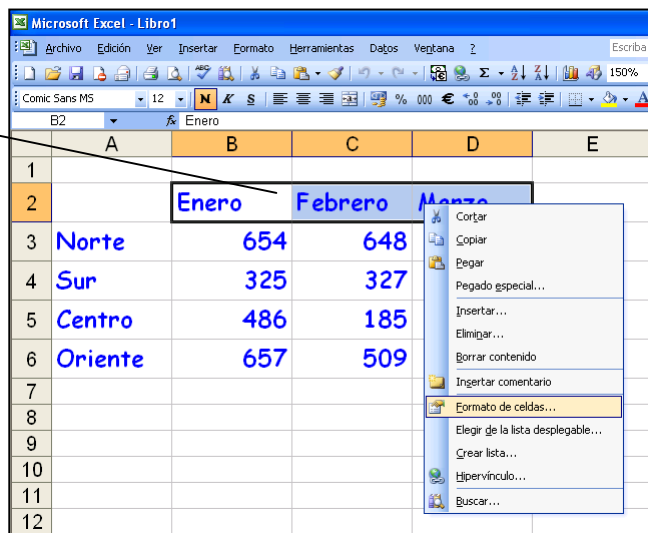 Microsoft Excel - Libro1
Archivo Edición Ver Insertar Formato Herramientas Datos Ventana ? Escriba
150%
Comic Sans MS 12 N K S % 000 €
B2 fx Enero
A B C D E
1
2 Enero Febrero Marzo
3 Norte 654 648
4 Sur 325 327
5 Centro 486 185
6 Oriente 657 509
7
8
9
10
11
12
Cortar
Copiar
Pegar
Pegado especial...
Insertar...
Eliminar...
Borrar contenido
Insertar comentario
Formato de celdas...
Elegir de la lista desplegable...
Crear lista...
Hipervínculo...
Buscar...